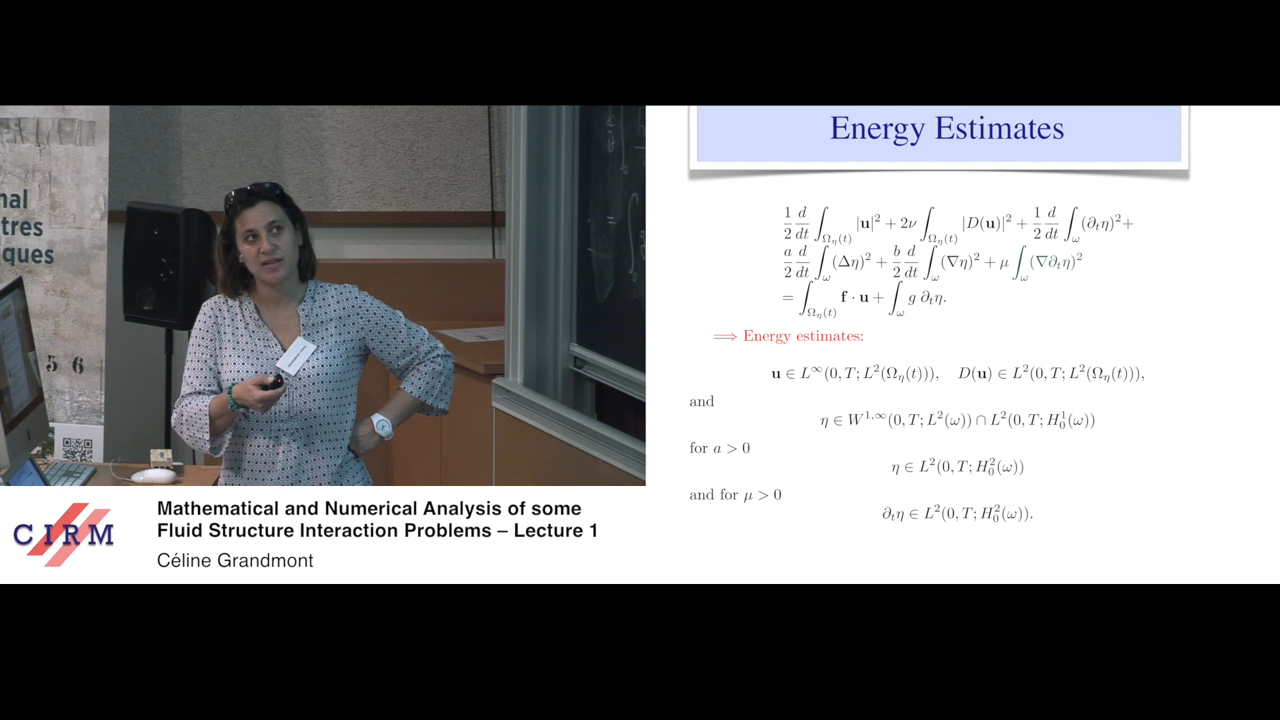 nal
tres
iques
5 6
Energy Estimates
$\frac{1}{2}\frac{d}{dt}\int_{\Omega_\eta(t)}|\mathbf{u}|^2 + 2\nu\int_{\Omega_\eta(t)}|D(\mathbf{u})|^2 + \frac{1}{2}\frac{d}{dt}\int_\omega(\partial_t\eta)^2+$
$\frac{a}{2}\frac{d}{dt}\int_\omega(\Delta\eta)^2 + \frac{b}{2}\frac{d}{dt}\int_\omega(\nabla\eta)^2 + \mu\int_\omega(\nabla\partial_t\eta)^2$
$= \int_{\Omega_\eta(t)}\mathbf{f}\cdot\mathbf{u} + \int_\omega g\,\partial_t\eta.$
⟹ Energy estimates:
$\mathbf{u} \in L^\infty(0,T;L^2(\Omega_\eta(t))), \quad D(\mathbf{u}) \in L^2(0,T;L^2(\Omega_\eta(t))),$
and
$\eta \in W^{1,\infty}(0,T;L^2(\omega)) \cap L^2(0,T;H^1_0(\omega))$
for $a > 0$
$\eta \in L^2(0,T;H^2_0(\omega))$
and for $\mu > 0$
$\partial_t\eta \in L^2(0,T;H^2_0(\omega)).$
CIRM
Mathematical and Numerical Analysis of some
Fluid Structure Interaction Problems – Lecture 1
Céline Grandmont